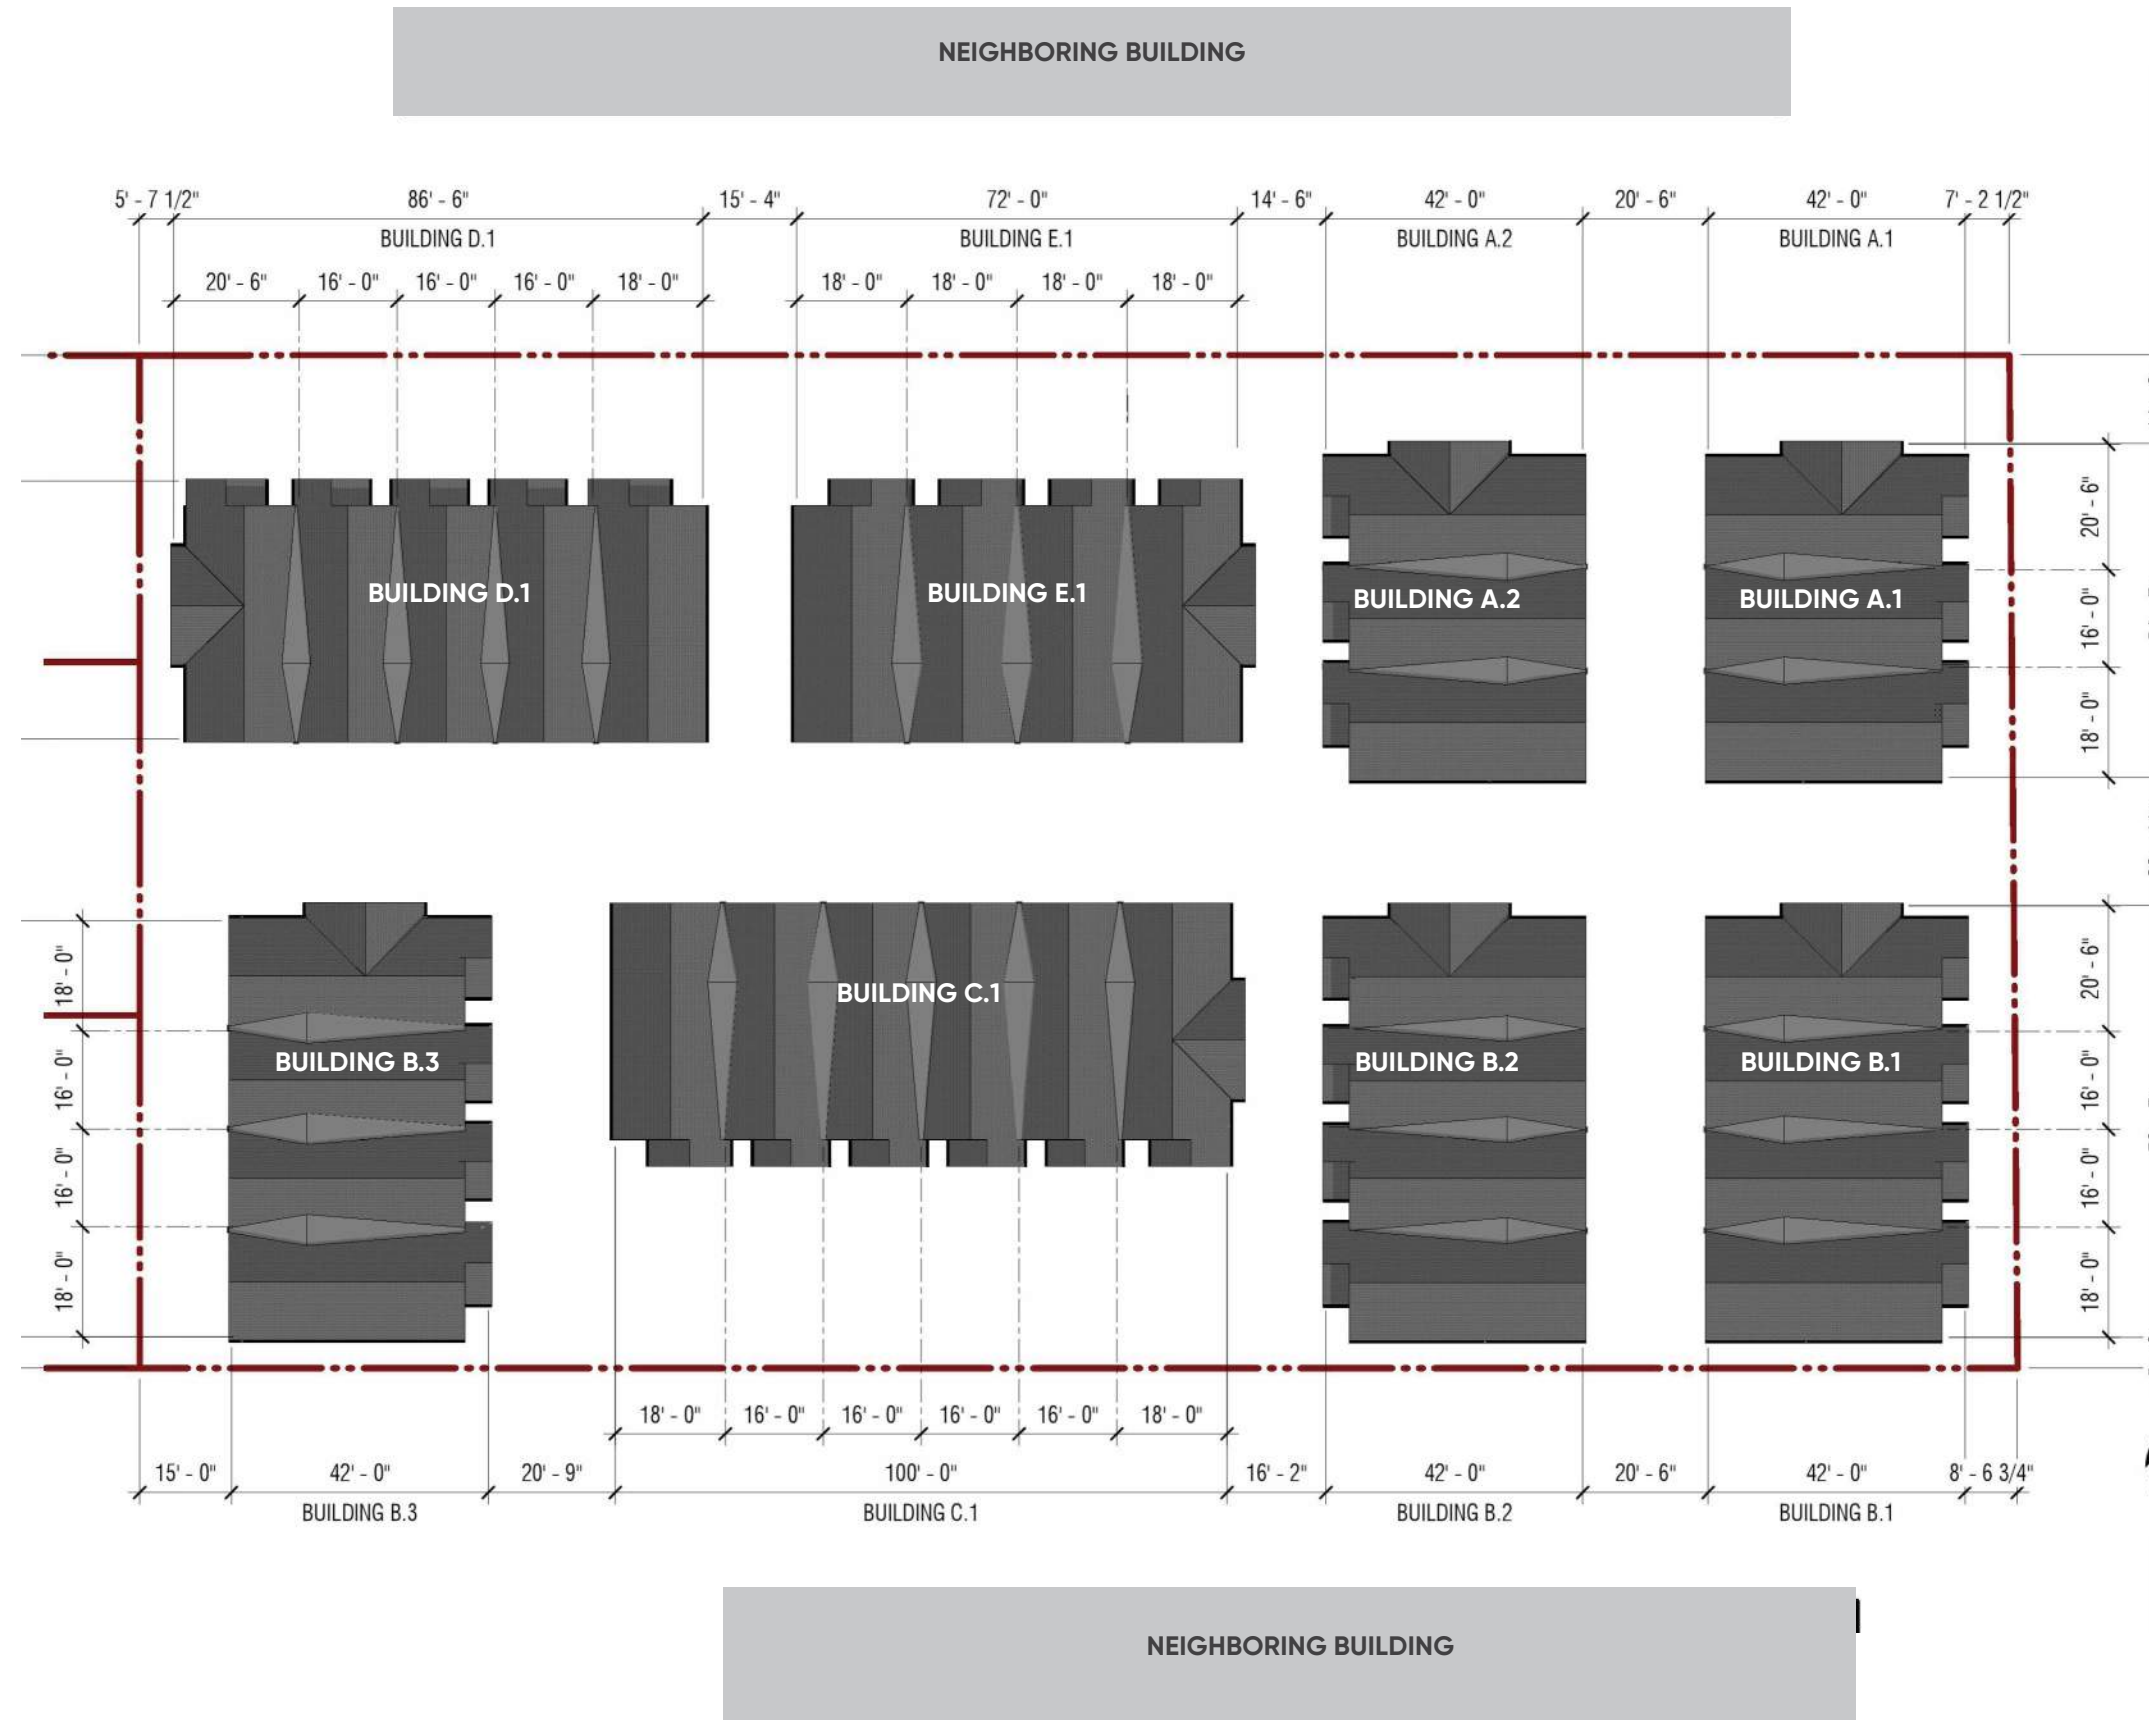 NEIGHBORING BUILDING
5' - 7 1/2" 86' - 6" 15' - 4" 72' - 0" 14' - 6" 42' - 0" 20' - 6" 42' - 0" 7' - 2 1/2"
BUILDING D.1 BUILDING E.1 BUILDING A.2 BUILDING A.1
20' - 6" 16' - 0" 16' - 0" 16' - 0" 18' - 0" 18' - 0" 18' - 0" 18' - 0" 18' - 0"
20' - 6"
16' - 0"
18' - 0"
BUILDING D.1 BUILDING E.1 BUILDING A.2 BUILDING A.1
18' - 0"
16' - 0"
16' - 0"
18' - 0"
BUILDING B.3 BUILDING C.1 BUILDING B.2 BUILDING B.1
20' - 6"
16' - 0"
16' - 0"
18' - 0"
18' - 0" 16' - 0" 16' - 0" 16' - 0" 16' - 0" 18' - 0"
15' - 0" 42' - 0" 20' - 9" 100' - 0" 16' - 2" 42' - 0" 20' - 6" 42' - 0" 8' - 6 3/4"
BUILDING B.3 BUILDING C.1 BUILDING B.2 BUILDING B.1
NEIGHBORING BUILDING